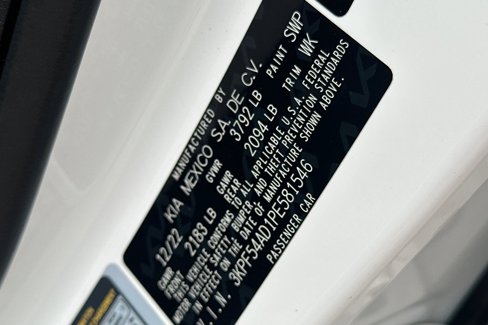 MANUFACTURED BY
KIA MEXICO S.A. DE C.V.
12/22 GVWR 3792 LB PAINT SWP
GAWR FRONT 2183 LB GAWR REAR 2094 LB TRIM WK
THIS VEHICLE CONFORMS TO ALL APPLICABLE U.S.A. FEDERAL
MOTOR VEHICLE SAFETY, BUMPER, AND THEFT PREVENTION STANDARDS
IN EFFECT ON THE DATE OF MANUFACTURE SHOWN ABOVE.
V.I.N. 3KPF54AD1PE581546
PASSENGER CAR